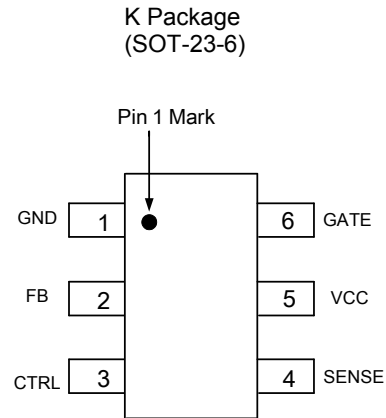 K Package
(SOT-23-6)
Pin 1 Mark
GND 1 6 GATE
FB 2 5 VCC
CTRL 3 4 SENSE